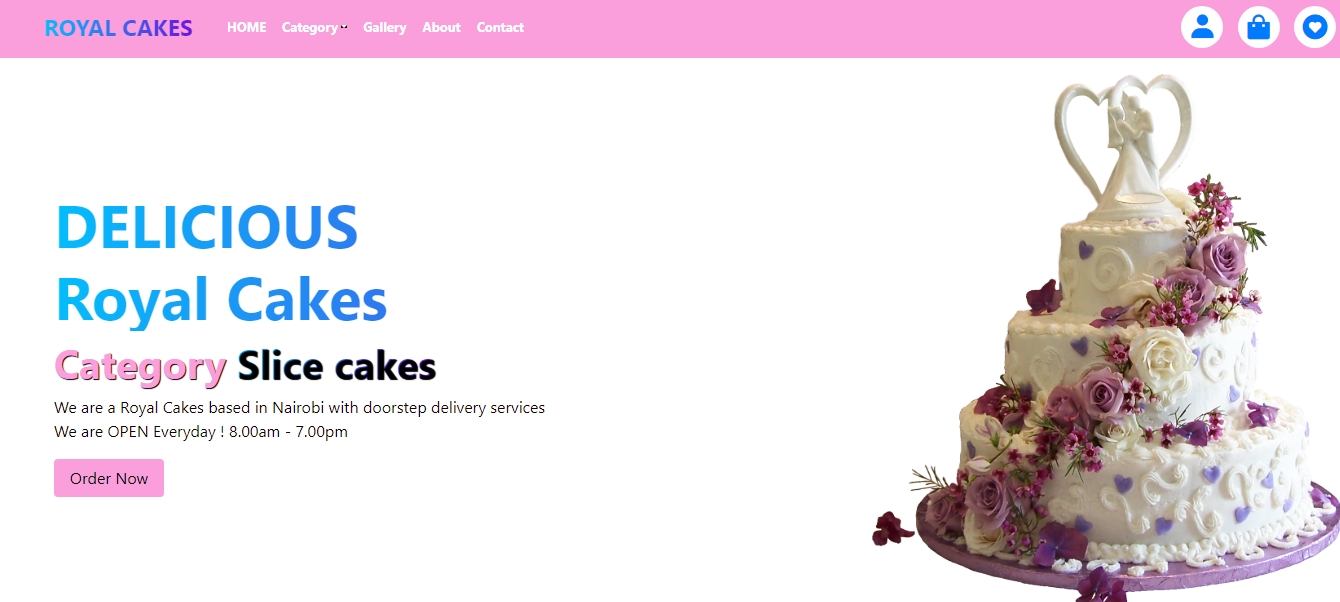 ROYAL CAKES
HOME Category Gallery About Contact
DELICIOUS
Royal Cakes
Category Slice cakes
We are a Royal Cakes based in Nairobi with doorstep delivery services
We are OPEN Everyday ! 8.00am - 7.00pm
Order Now